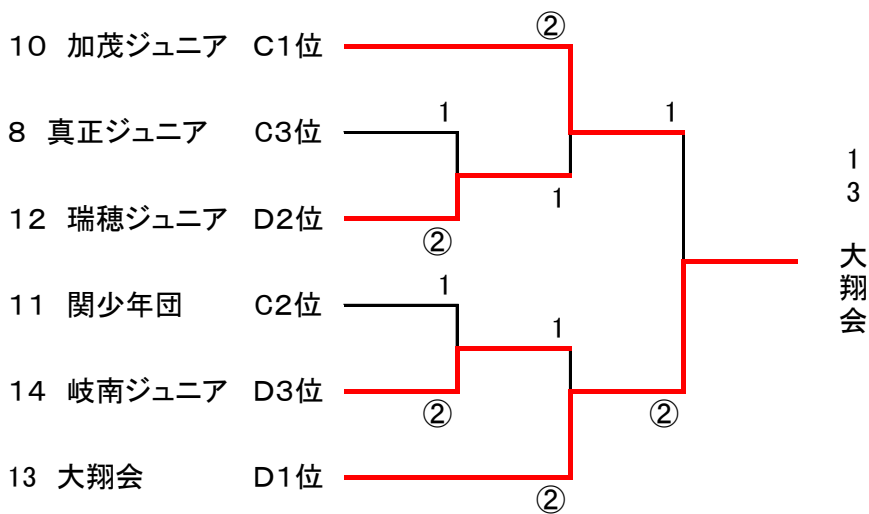 ②
10 加茂ジュニア C1位
1
1
8 真正ジュニア C3位
1
12 瑞穂ジュニア D2位
②
1
11 関少年団 C2位
1
14 岐南ジュニア D3位
②
②
13 大翔会 D1位
②
13 大翔会